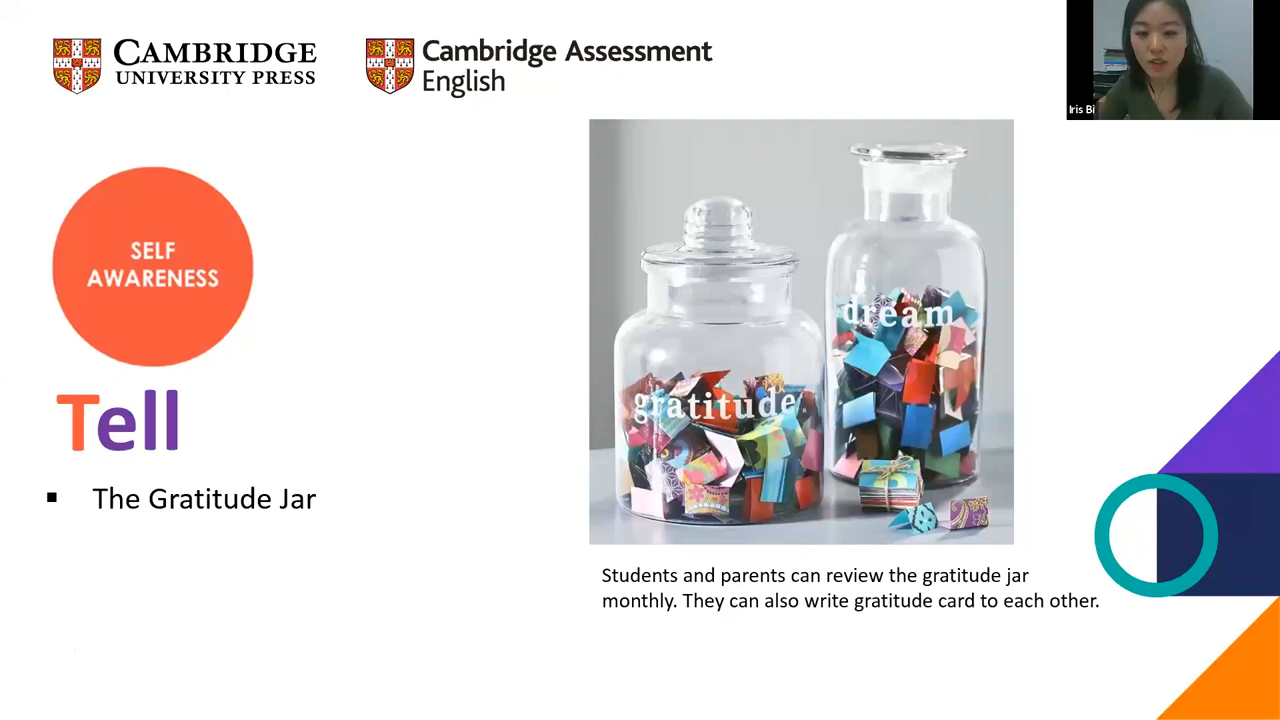 CAMBRIDGE
UNIVERSITY PRESS
Cambridge Assessment
English
Iris Bi
SELF
AWARENESS
Tell
▪ The Gratitude Jar
gratitude
dream
Students and parents can review the gratitude jar
monthly. They can also write gratitude card to each other.